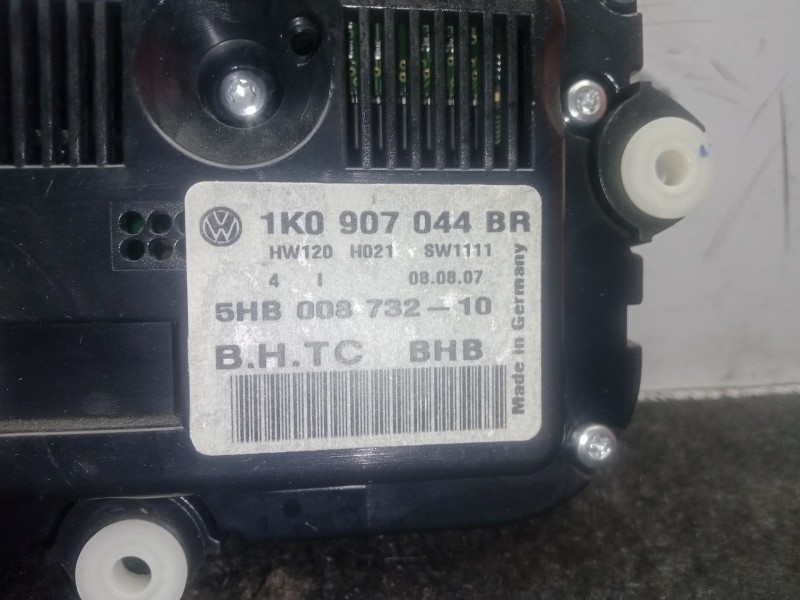 1K0 907 044 BR
HW120 H021 SW1111
4 I 08.08.07
5HB 008 732-10
B.H.TC BHB
Made in Germany